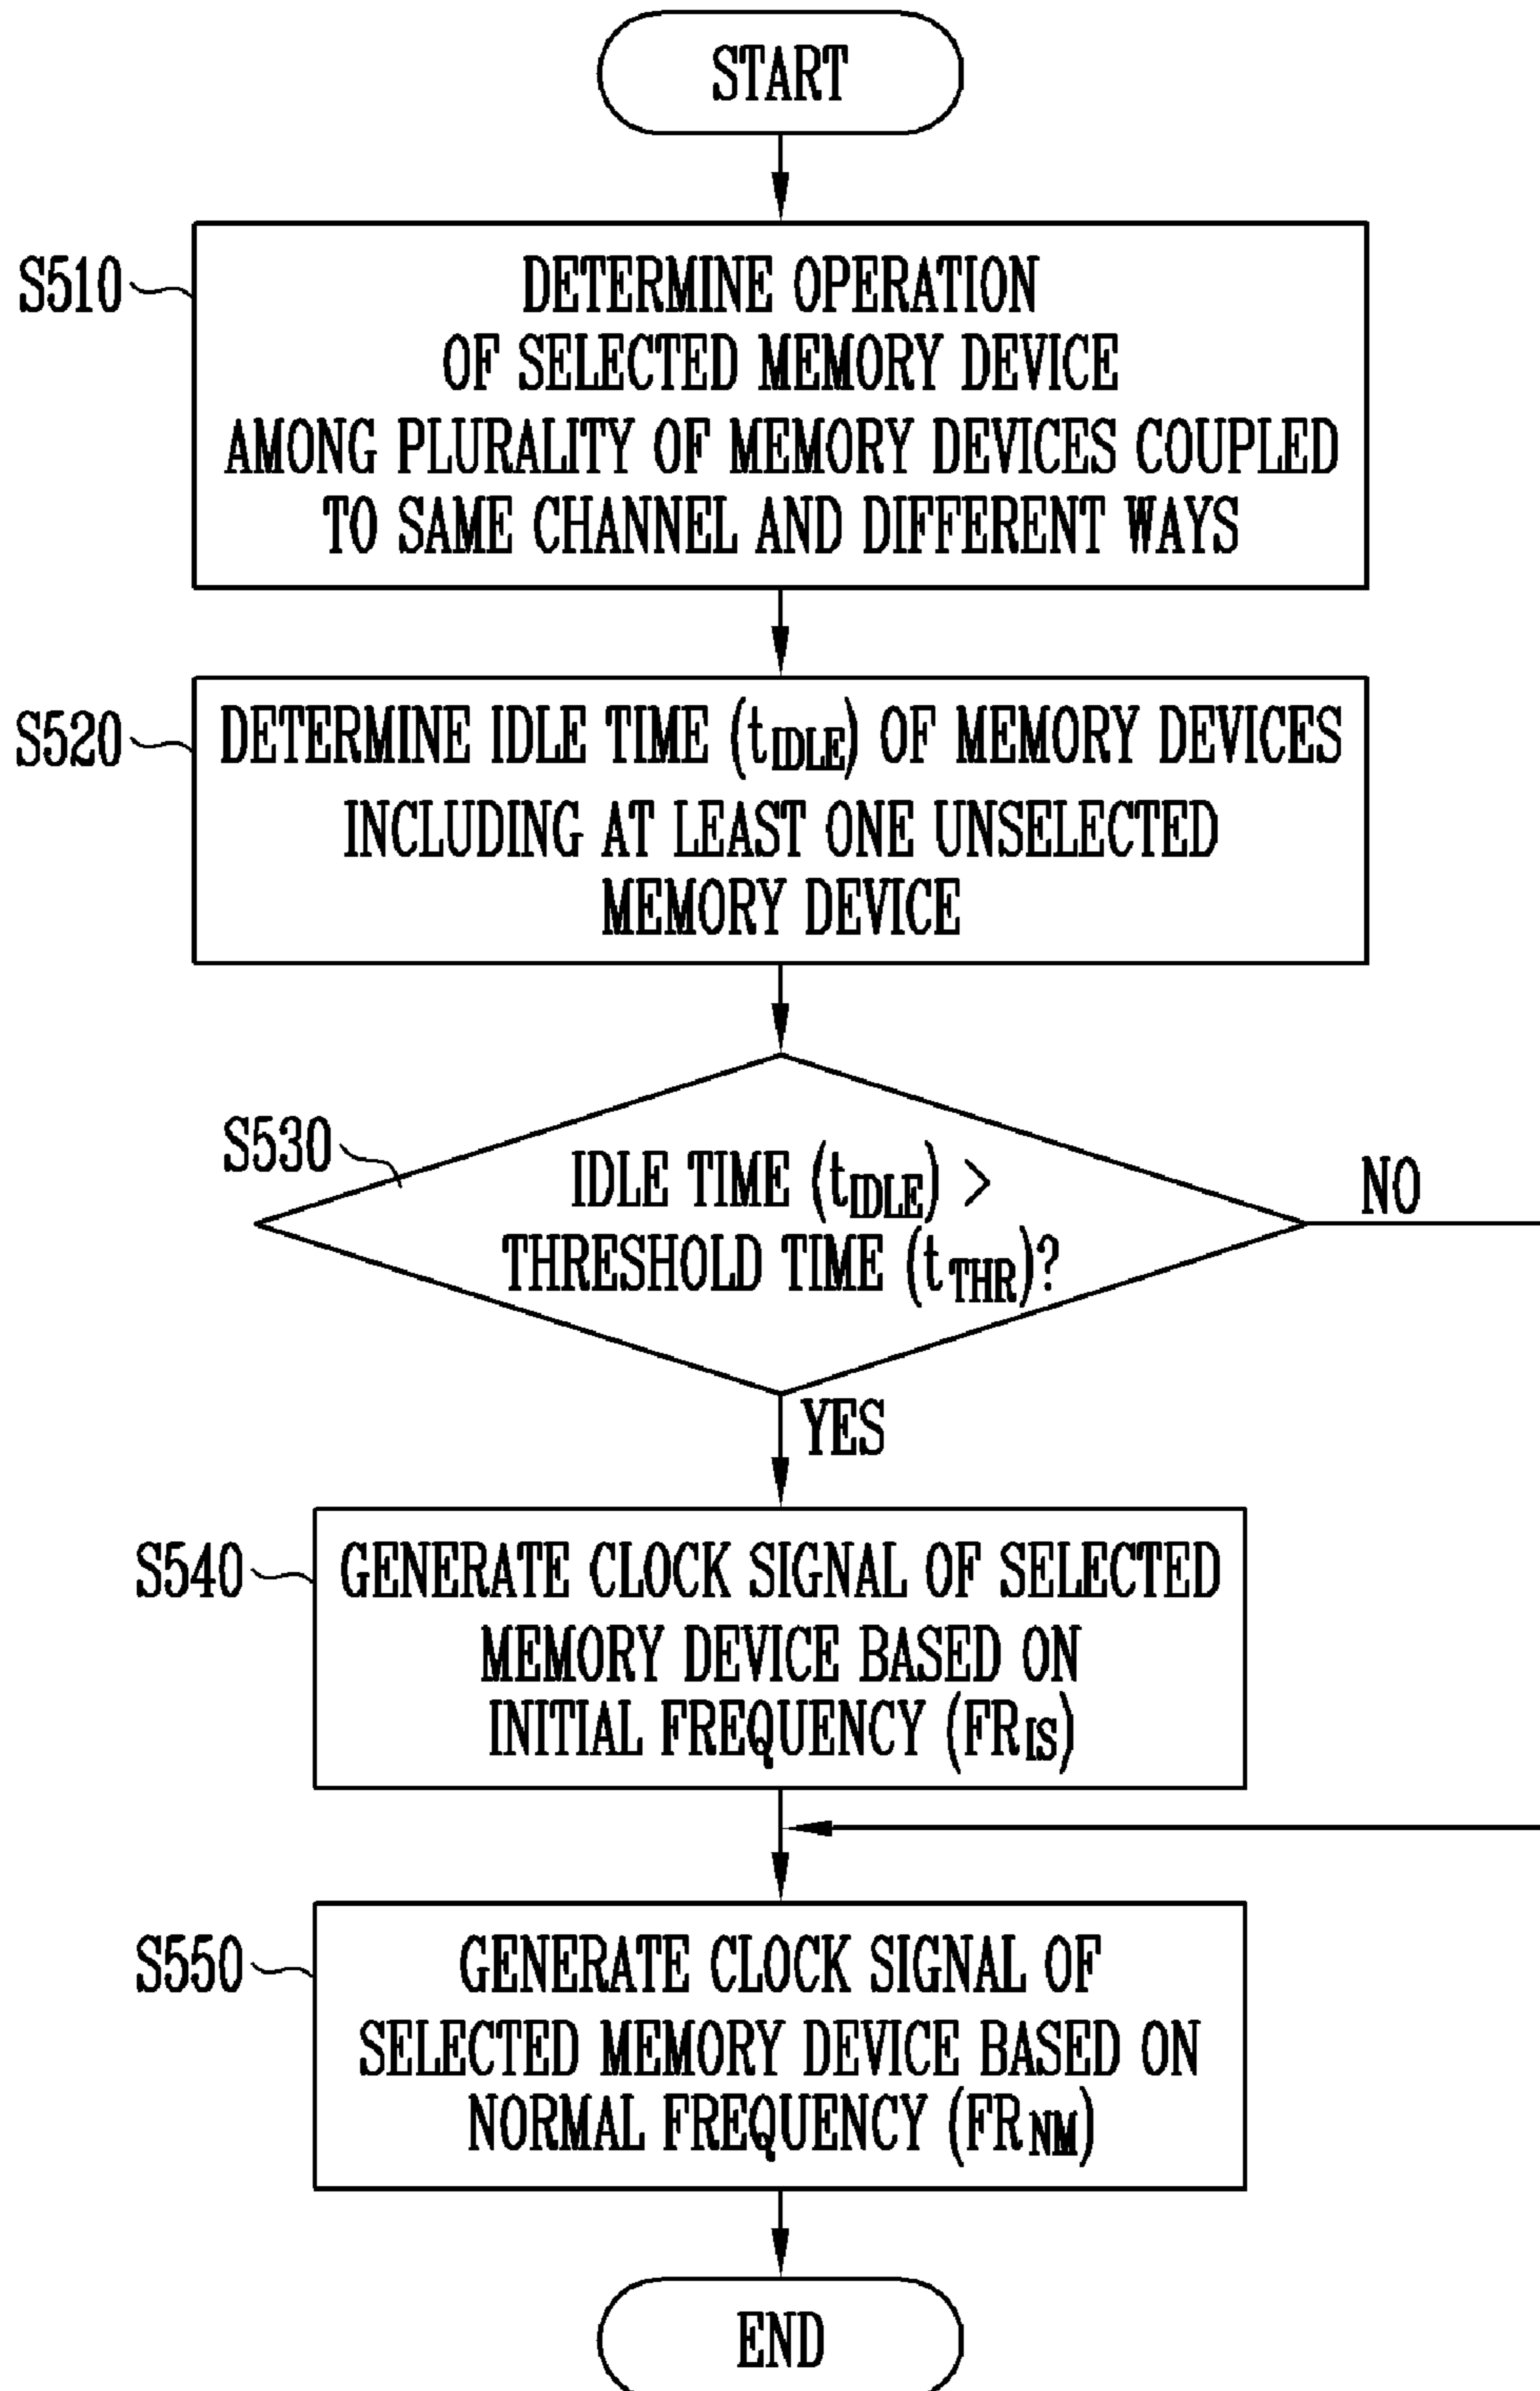 START
S510
DETERMINE OPERATION
OF SELECTED MEMORY DEVICE
AMONG PLURALITY OF MEMORY DEVICES COUPLED
TO SAME CHANNEL AND DIFFERENT WAYS
S520
DETERMINE IDLE TIME (tIDLE) OF MEMORY DEVICES
INCLUDING AT LEAST ONE UNSELECTED
MEMORY DEVICE
S530
IDLE TIME (tIDLE) >
THRESHOLD TIME (tTHR)?
NO
YES
S540
GENERATE CLOCK SIGNAL OF SELECTED
MEMORY DEVICE BASED ON
INITIAL FREQUENCY (FRIS)
S550
GENERATE CLOCK SIGNAL OF
SELECTED MEMORY DEVICE BASED ON
NORMAL FREQUENCY (FRNM)
END